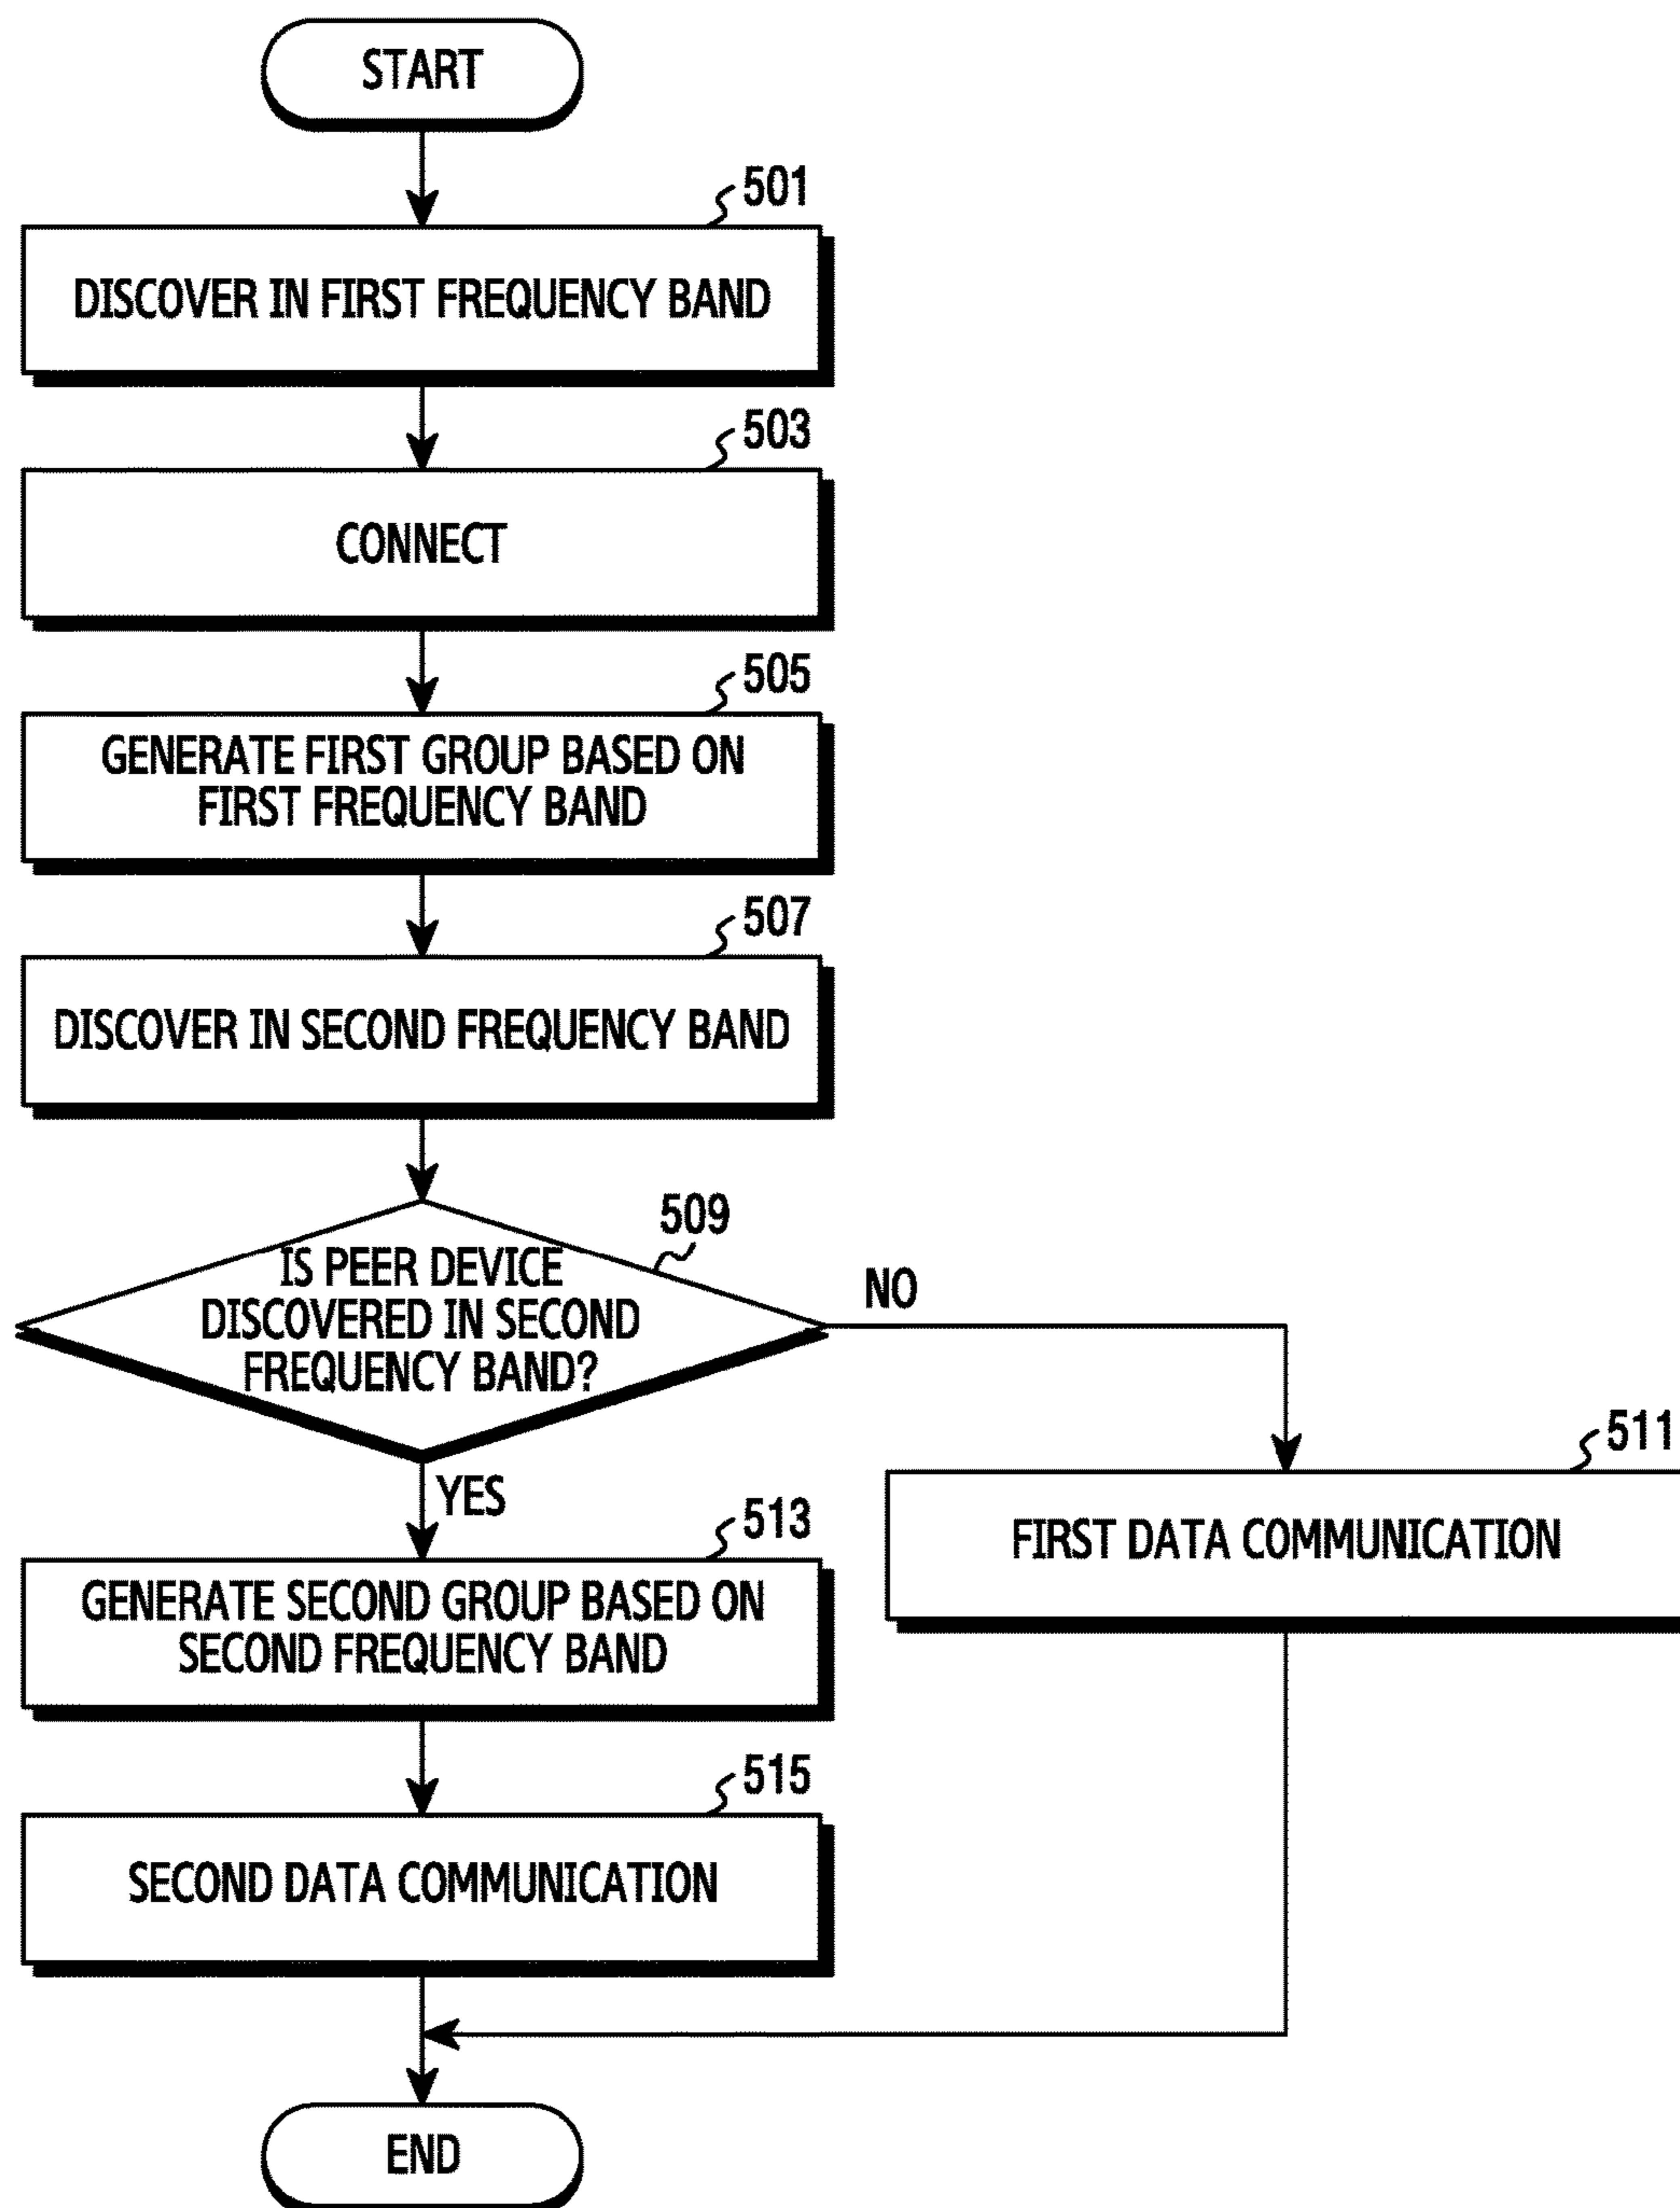 START
501
DISCOVER IN FIRST FREQUENCY BAND
503
CONNECT
505
GENERATE FIRST GROUP BASED ON
FIRST FREQUENCY BAND
507
DISCOVER IN SECOND FREQUENCY BAND
509
IS PEER DEVICE
DISCOVERED IN SECOND
FREQUENCY BAND?
NO
511
FIRST DATA COMMUNICATION
YES
513
GENERATE SECOND GROUP BASED ON
SECOND FREQUENCY BAND
515
SECOND DATA COMMUNICATION
END